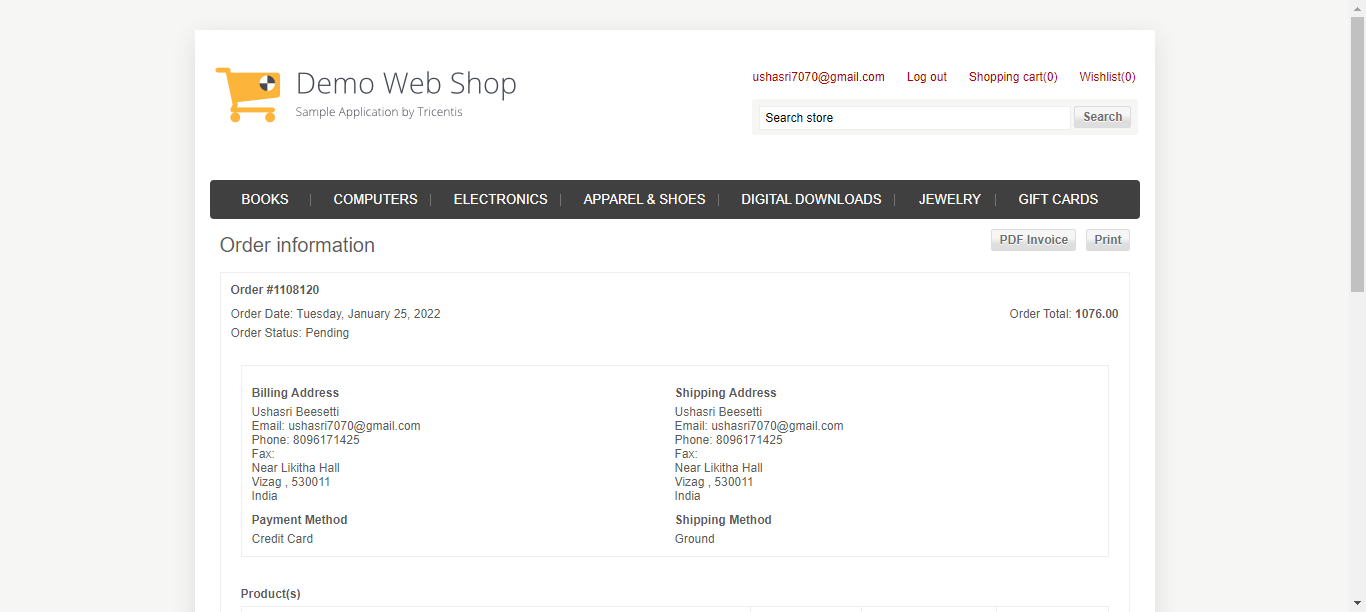 Demo Web Shop
Sample Application by Tricentis
ushasri7070@gmail.com Log out Shopping cart(0) Wishlist(0)
Search store Search
BOOKS COMPUTERS ELECTRONICS APPAREL & SHOES DIGITAL DOWNLOADS JEWELRY GIFT CARDS
Order information PDF Invoice Print
Order #1108120
Order Date: Tuesday, January 25, 2022 Order Total: 1076.00
Order Status: Pending
Billing Address
Ushasri Beesetti
Email: ushasri7070@gmail.com
Phone: 8096171425
Fax:
Near Likitha Hall
Vizag , 530011
India
Payment Method
Credit Card
Shipping Address
Ushasri Beesetti
Email: ushasri7070@gmail.com
Phone: 8096171425
Fax:
Near Likitha Hall
Vizag , 530011
India
Shipping Method
Ground
Product(s)